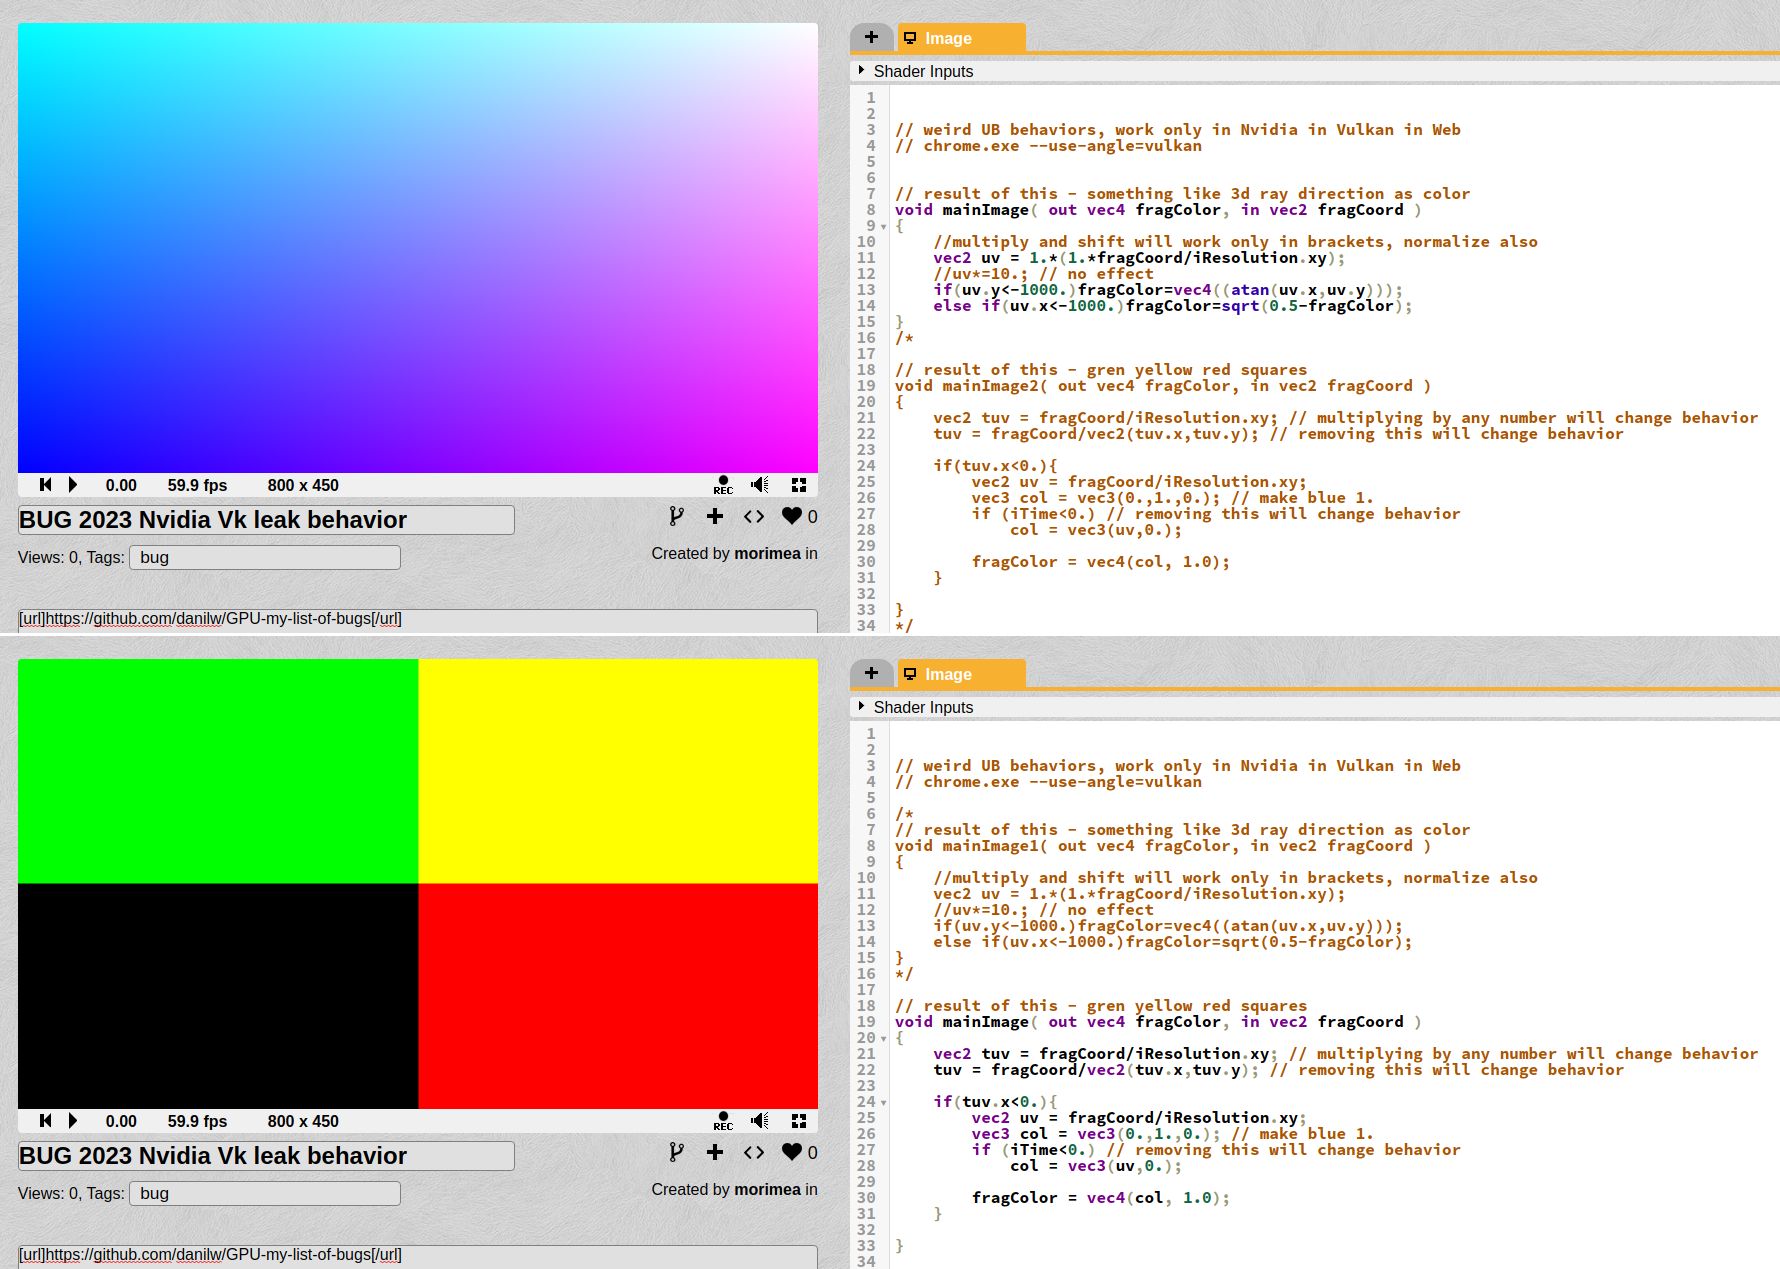 + Image
Shader Inputs
1
2
3 // weird UB behaviors, work only in Nvidia in Vulkan in Web
4 // chrome.exe --use-angle=vulkan
5
6
7 // result of this - something like 3d ray direction as color
8 void mainImage( out vec4 fragColor, in vec2 fragCoord )
9 {
10 //multiply and shift will work only in brackets, normalize also
11 vec2 uv = 1.*(1.*fragCoord/iResolution.xy);
12 //uv*=10.; // no effect
13 if(uv.y<-1000.)fragColor=vec4((atan(uv.x,uv.y)));
14 else if(uv.x<-1000.)fragColor=sqrt(0.5-fragColor);
15 }
16 /*
17
18 // result of this - gren yellow red squares
19 void mainImage2( out vec4 fragColor, in vec2 fragCoord )
20 {
21 vec2 tuv = fragCoord/iResolution.xy; // multiplying by any number will change behavior
22 tuv = fragCoord/vec2(tuv.x,tuv.y); // removing this will change behavior
23
24 if(tuv.x<0.){
25 vec2 uv = fragCoord/iResolution.xy;
26 vec3 col = vec3(0.,1.,0.); // make blue 1.
27 if (iTime<0.) // removing this will change behavior
28 col = vec3(uv,0.);
29
30 fragColor = vec4(col, 1.0);
31 }
32
33 }
34 */
0.00 59.9 fps 800 x 450 REC
BUG 2023 Nvidia Vk leak behavior 0
Views: 0, Tags: bug Created by morimea in
[url]https://github.com/danilw/GPU-my-list-of-bugs[/url]
+ Image
Shader Inputs
1
2
3 // weird UB behaviors, work only in Nvidia in Vulkan in Web
4 // chrome.exe --use-angle=vulkan
5
6 /*
7 // result of this - something like 3d ray direction as color
8 void mainImage1( out vec4 fragColor, in vec2 fragCoord )
9 {
10 //multiply and shift will work only in brackets, normalize also
11 vec2 uv = 1.*(1.*fragCoord/iResolution.xy);
12 //uv*=10.; // no effect
13 if(uv.y<-1000.)fragColor=vec4((atan(uv.x,uv.y)));
14 else if(uv.x<-1000.)fragColor=sqrt(0.5-fragColor);
15 }
16 */
17
18 // result of this - gren yellow red squares
19 void mainImage( out vec4 fragColor, in vec2 fragCoord )
20 {
21 vec2 tuv = fragCoord/iResolution.xy; // multiplying by any number will change behavior
22 tuv = fragCoord/vec2(tuv.x,tuv.y); // removing this will change behavior
23
24 if(tuv.x<0.){
25 vec2 uv = fragCoord/iResolution.xy;
26 vec3 col = vec3(0.,1.,0.); // make blue 1.
27 if (iTime<0.) // removing this will change behavior
28 col = vec3(uv,0.);
29
30 fragColor = vec4(col, 1.0);
31 }
32
33 }
34
0.00 59.9 fps 800 x 450 REC
BUG 2023 Nvidia Vk leak behavior 0
Views: 0, Tags: bug Created by morimea in
[url]https://github.com/danilw/GPU-my-list-of-bugs[/url]